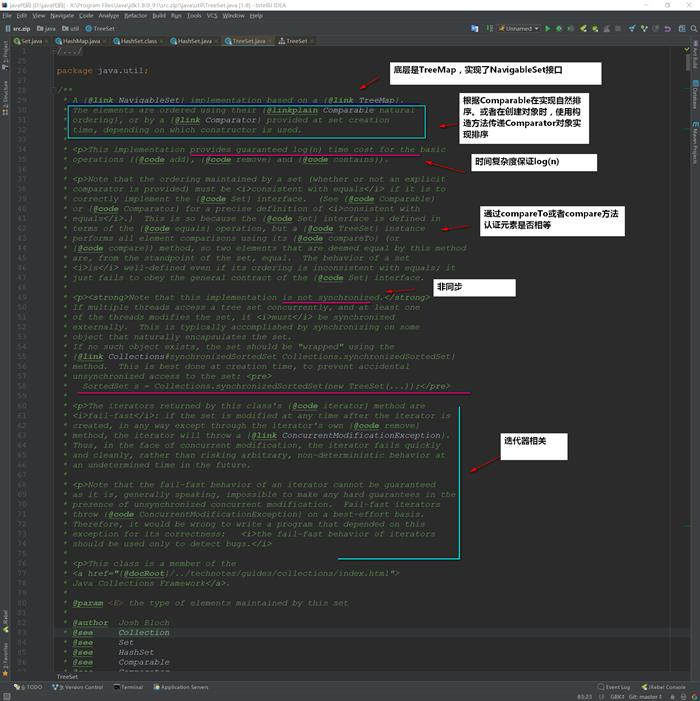 java代码 [D:\java代码] - X:\Program Files\Java\jdk1.8.0_91\src.zip!\java\util\TreeSet.java [1.8] - IntelliJ IDEA
File Edit View Navigate Code Analyze Refactor Build Run Tools VCS Window Help
src.zip java util TreeSet
Unnamed
Set.java HashMap.java HashSet.class HashSet.java TreeSet.java TreeSet
1 /.../
25
26 package java.util;
27
28 /**
29 * A {@link NavigableSet} implementation based on a {@link TreeMap}.
30 * The elements are ordered using their {@linkplain Comparable natural
31 * ordering}, or by a {@link Comparator} provided at set creation
32 * time, depending on which constructor is used.
33 *
34 * <p>This implementation provides guaranteed log(n) time cost for the basic
35 * operations ({@code add}, {@code remove} and {@code contains}).
36 *
37 * <p>Note that the ordering maintained by a set (whether or not an explicit
38 * comparator is provided) must be <i>consistent with equals</i> if it is to
39 * correctly implement the {@code Set} interface. (See {@code Comparable}
40 * or {@code Comparator} for a precise definition of <i>consistent with
41 * equals</i>.) This is so because the {@code Set} interface is defined in
42 * terms of the {@code equals} operation, but a {@code TreeSet} instance
43 * performs all element comparisons using its {@code compareTo} (or
44 * {@code compare}) method, so two elements that are deemed equal by this method
45 * are, from the standpoint of the set, equal. The behavior of a set
46 * <i>is</i> well-defined even if its ordering is inconsistent with equals; it
47 * just fails to obey the general contract of the {@code Set} interface.
48 *
49 * <p><strong>Note that this implementation is not synchronized.</strong>
50 * If multiple threads access a tree set concurrently, and at least one
51 * of the threads modifies the set, it <i>must</i> be synchronized
52 * externally. This is typically accomplished by synchronizing on some
53 * object that naturally encapsulates the set.
54 * If no such object exists, the set should be "wrapped" using the
55 * {@link Collections#synchronizedSortedSet Collections.synchronizedSortedSet}
56 * method. This is best done at creation time, to prevent accidental
57 * unsynchronized access to the set: <pre>
58 * SortedSet s = Collections.synchronizedSortedSet(new TreeSet(...));</pre>
59 *
60 * <p>The iterators returned by this class's {@code iterator} method are
61 * <i>fail-fast</i>: if the set is modified at any time after the iterator is
62 * created, in any way except through the iterator's own {@code remove}
63 * method, the iterator will throw a {@link ConcurrentModificationException}.
64 * Thus, in the face of concurrent modification, the iterator fails quickly
65 * and cleanly, rather than risking arbitrary, non-deterministic behavior at
66 * an undetermined time in the future.
67 *
68 * <p>Note that the fail-fast behavior of an iterator cannot be guaranteed
69 * as it is, generally speaking, impossible to make any hard guarantees in the
70 * presence of unsynchronized concurrent modification. Fail-fast iterators
71 * throw {@code ConcurrentModificationException} on a best-effort basis.
72 * Therefore, it would be wrong to write a program that depended on this
73 * exception for its correctness: <i>the fail-fast behavior of iterators
74 * should be used only to detect bugs.</i>
75 *
76 * <p>This class is a member of the
77 * <a href="{@docRoot}/../technotes/guides/collections/index.html">
78 * Java Collections Framework</a>.
79 *
80 * @param <E> the type of elements maintained by this set
81 *
82 * @author Josh Bloch
83 * @see Collection
84 * @see Set
85 * @see HashSet
86 * @see Comparable
底层是TreeMap，实现了NavigableSet接口
根据Comparable在实现自然排
序。或者在创建对象时，使用构
造方法传递Comparator对象实
现排序
时间复杂度保证log(n)
通过compareTo或者compare方法
认证元素是否相等
非同步
迭代器相关
1: Project
7: Structure
JRebel
2: Favorites
Ant Build
Database
Maven Projects
TreeSet
6: TODO 9: Version Control Terminal Application Servers Event Log JRebel Console
83:23 LF GBK Git: master